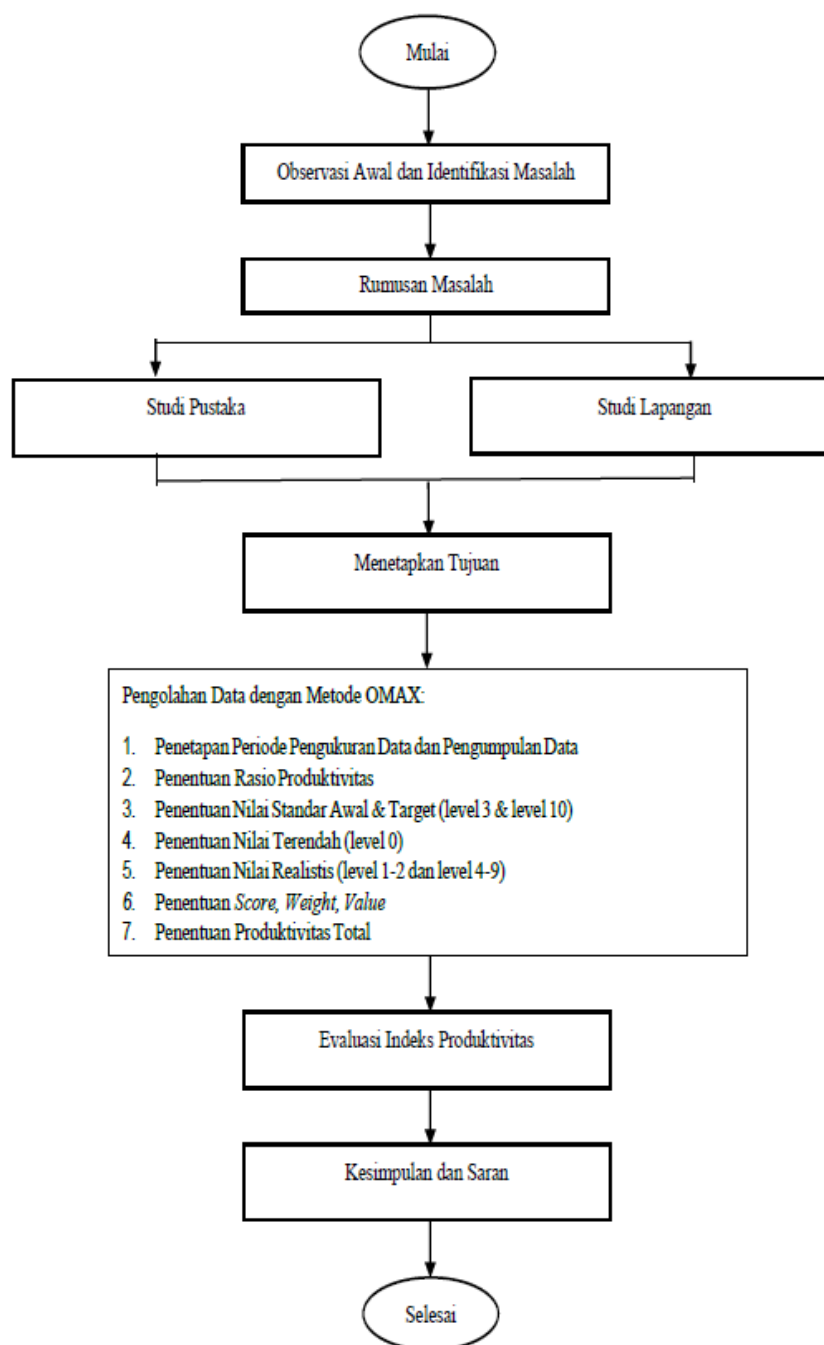 Mulai
Observasi Awal dan Identifikasi Masalah
Rumusan Masalah
Studi Pustaka
Studi Lapangan
Menetapkan Tujuan
Pengolahan Data dengan Metode OMAX:
1. Penetapan Periode Pengukuran Data dan Pengumpulan Data
2. Penentuan Rasio Produktivitas
3. Penentuan Nilai Standar Awal & Target (level 3 & level 10)
4. Penentuan Nilai Terendah (level 0)
5. Penentuan Nilai Realistis (level 1-2 dan level 4-9)
6. Penentuan Score, Weight, Value
7. Penentuan Produktivitas Total
Evaluasi Indeks Produktivitas
Kesimpulan dan Saran
Selesai